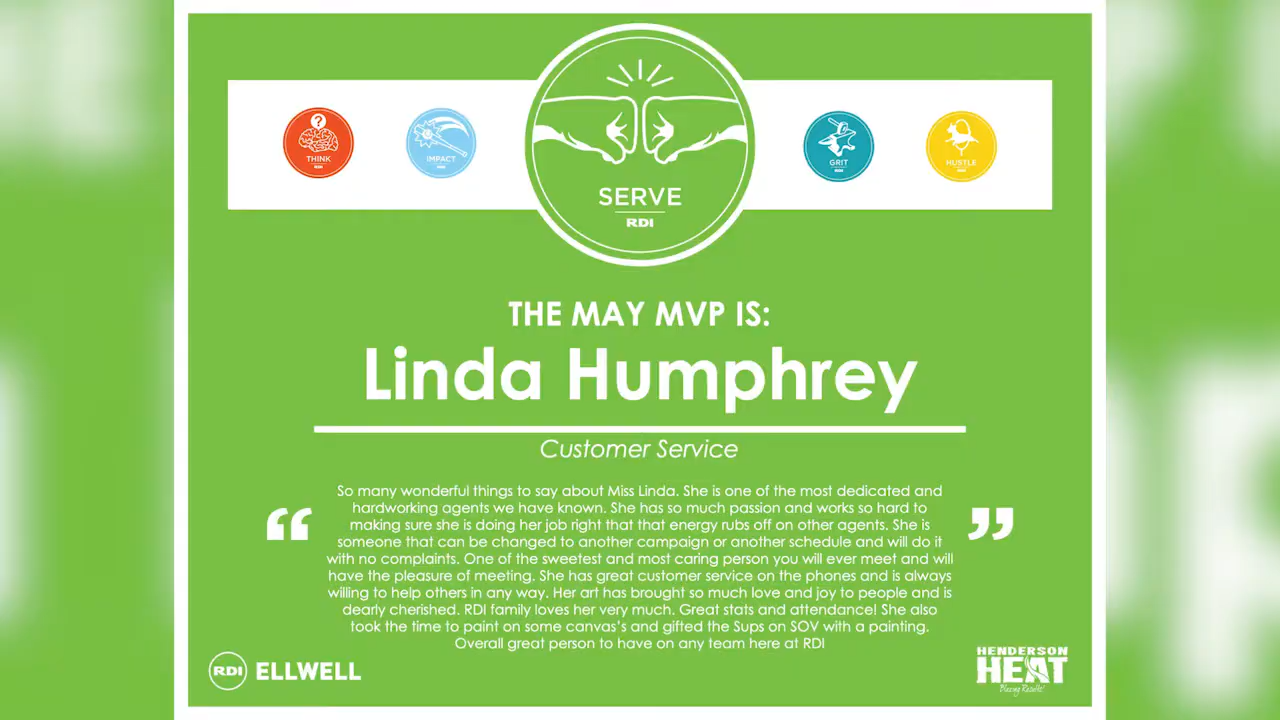 ?
THINK
RDI
IMPACT
RDI
SERVE
RDI
GRIT
RDI
HUSTLE
RDI
THE MAY MVP IS:
Linda Humphrey
Customer Service
“
So many wonderful things to say about Miss Linda. She is one of the most dedicated and
hardworking agents we have known. She has so much passion and works so hard to
making sure she is doing her job right that that energy rubs off on other agents. She is
someone that can be changed to another campaign or another schedule and will do it
with no complaints. One of the sweetest and most caring person you will ever meet and will
have the pleasure of meeting. She has great customer service on the phones and is always
willing to help others in any way. Her art has brought so much love and joy to people and is
dearly cherished. RDI family loves her very much. Great stats and attendance! She also
took the time to paint on some canvas’s and gifted the Sups on SOV with a painting.
Overall great person to have on any team here at RDI
”
RDI ELLWELL
HENDERSON
HEAT
Blazing Results!